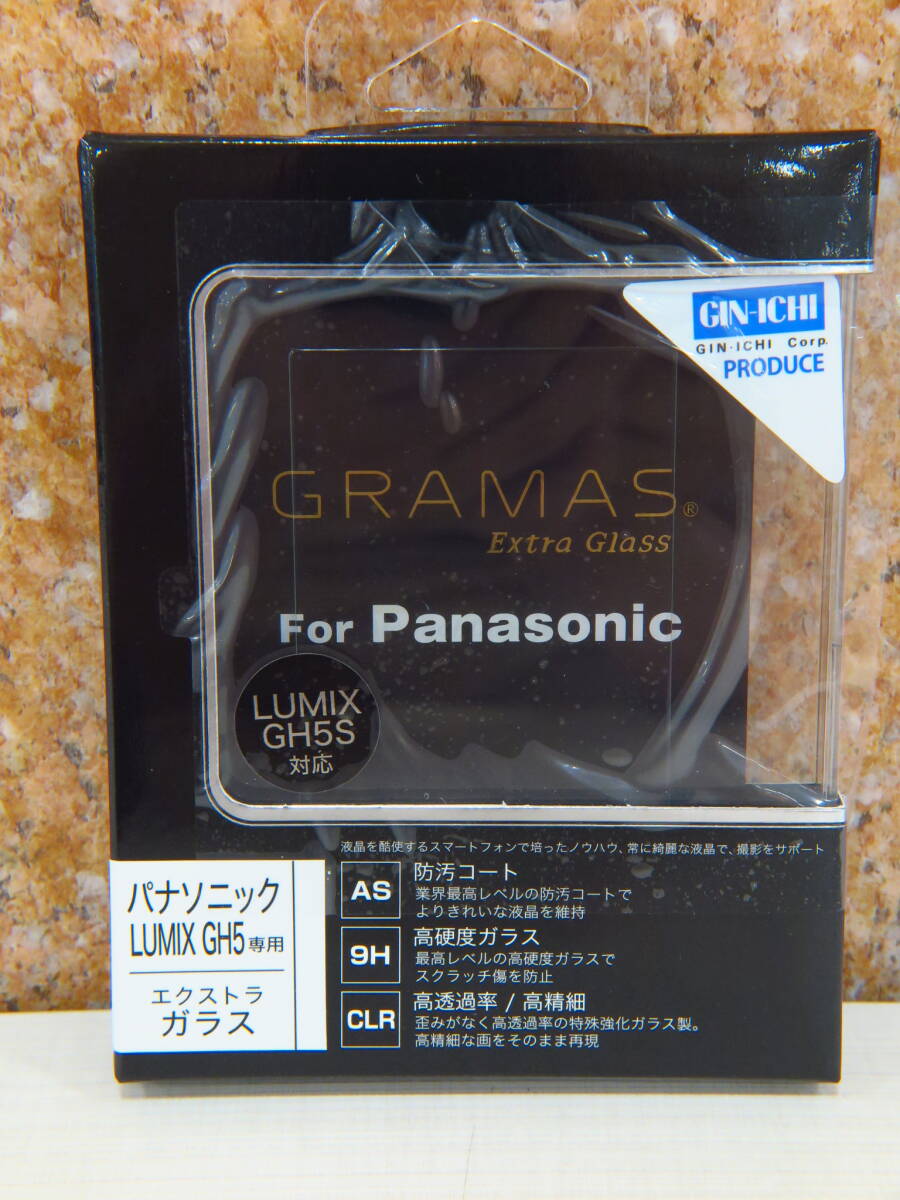 GIN-ICHI
GIN-ICHI Corp.
PRODUCE
GRAMAS®
Extra Glass
For Panasonic
LUMIX
GH5S
対応
液晶を酷使するスマートフォンで培ったノウハウ、常に綺麗な液晶で、撮影をサポート
パナソニック
LUMIX GH5専用
エクストラ
ガラス
AS
防汚コート
業界最高レベルの防汚コートで
よりきれいな液晶を維持
9H
高硬度ガラス
最高レベルの高硬度ガラスで
スクラッチ傷を防止
CLR
高透過率 / 高精細
歪みがなく高透過率の特殊強化ガラス製。
高精細な画をそのまま再現